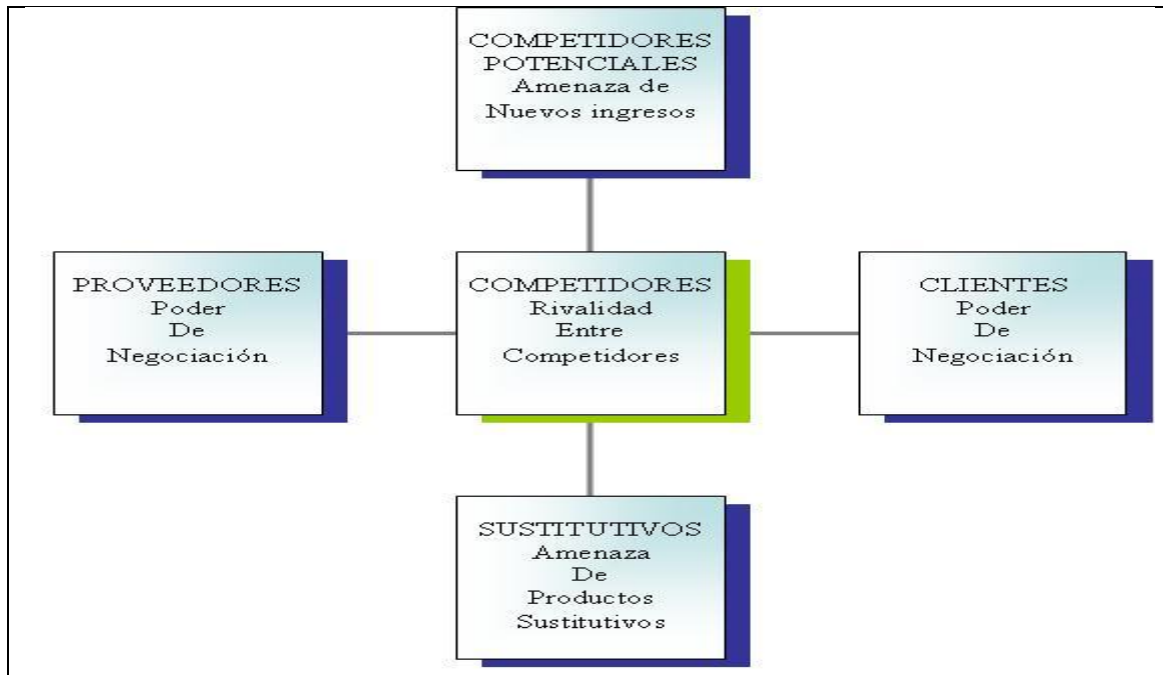 COMPETIDORES
POTENCIALES
Amenaza de
Nuevos ingresos
PROVEEDORES
Poder
De
Negociación
COMPETIDORES
Rivalidad
Entre
Competidores
CLIENTES
Poder
De
Negociación
SUSTITUTIVOS
Amenaza
De
Productos
Sustitutivos